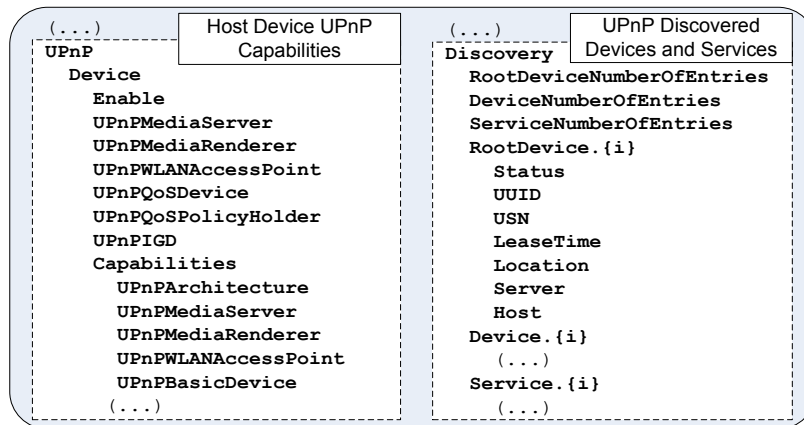 (...)
Host Device UPnP
Capabilities
UPnP
Device
Enable
UPnPMediaServer
UPnPMediaRenderer
UPnPWLANAccessPoint
UPnPQoSDevice
UPnPQoSPolicyHolder
UPnPIGD
Capabilities
UPnPArchitecture
UPnPMediaServer
UPnPMediaRenderer
UPnPWLANAccessPoint
UPnPBasicDevice
(...)
(...)
UPnP Discovered
Devices and Services
Discovery
RootDeviceNumberOfEntries
DeviceNumberOfEntries
ServiceNumberOfEntries
RootDevice.{i}
Status
UUID
USN
LeaseTime
Location
Server
Host
Device.{i}
(...)
Service.{i}
(...)